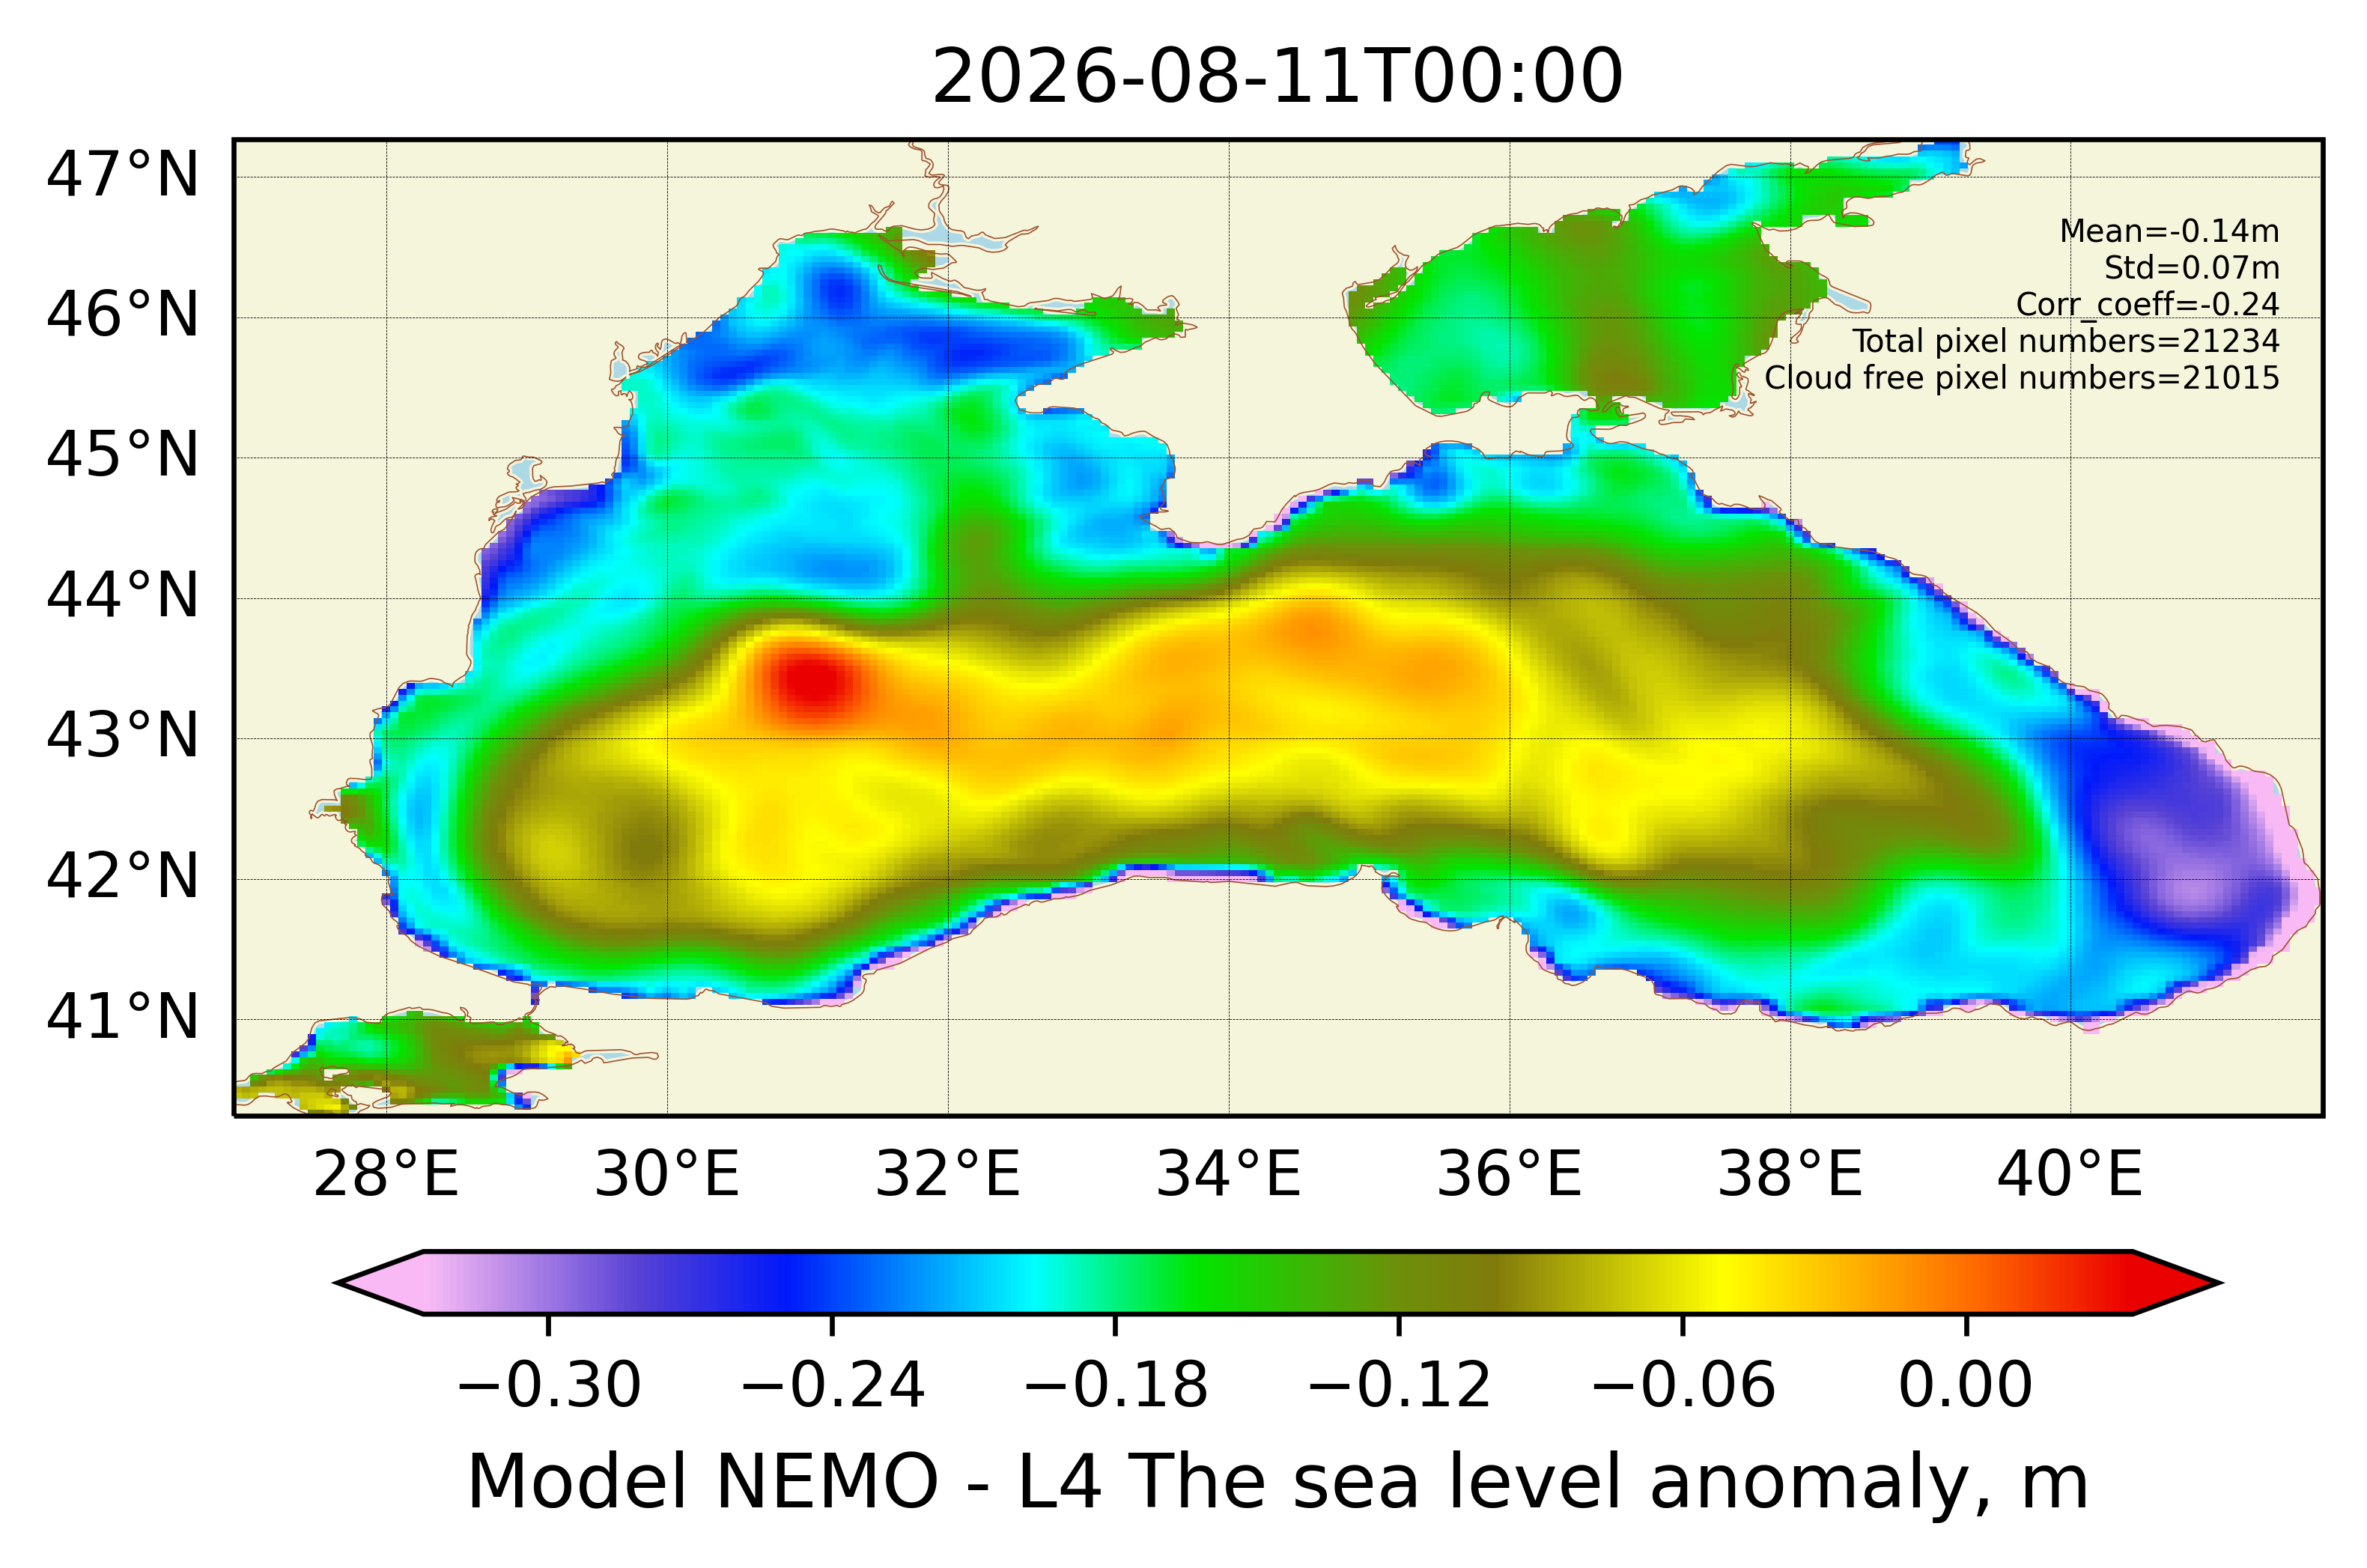 2026-08-11T00:00
47°N
46°N
45°N
44°N
43°N
42°N
41°N
Mean=-0.14m
Std=0.07m
Corr_coeff=-0.24
Total pixel numbers=21234
Cloud free pixel numbers=21015
28°E 30°E 32°E 34°E 36°E 38°E 40°E
−0.30 −0.24 −0.18 −0.12 −0.06 0.00
Model NEMO - L4 The sea level anomaly, m